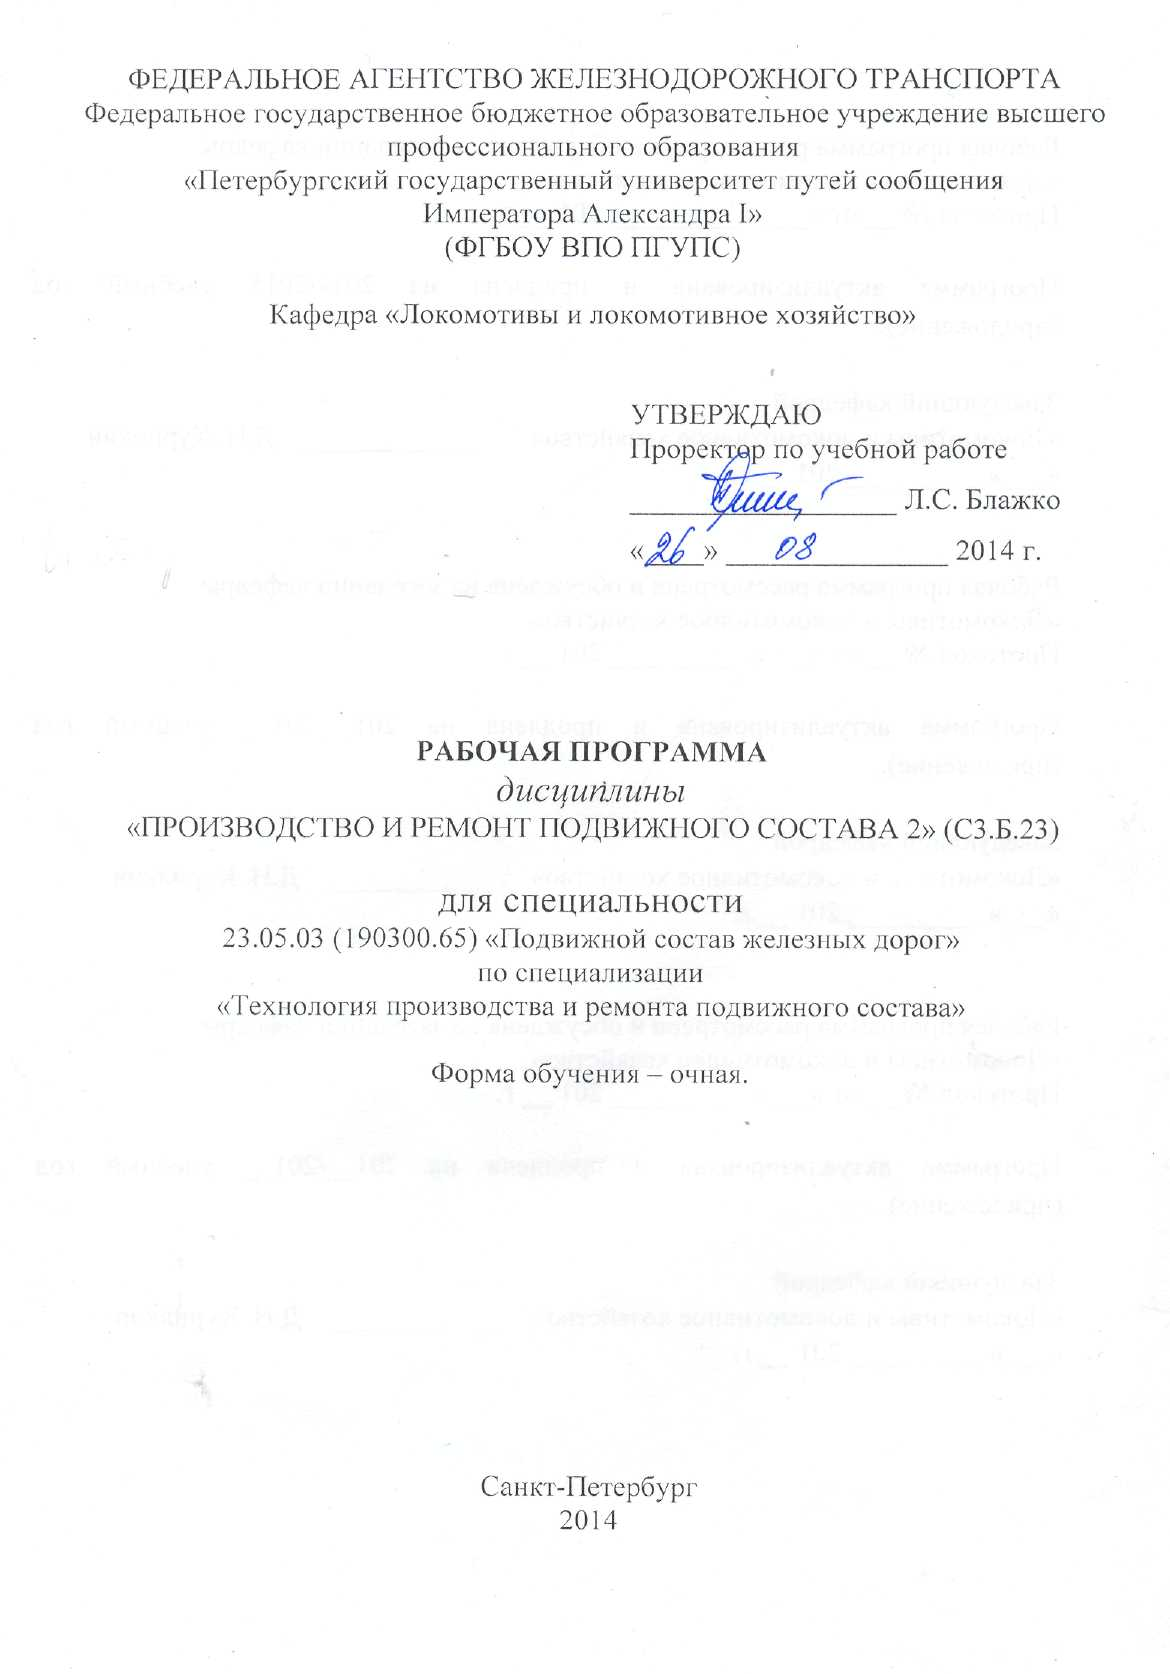 ФЕДЕРАЛЬНОЕ АГЕНТСТВО ЖЕЛЕЗНОДОРОЖНОГО ТРАНСПОРТА
Федеральное государственное бюджетное образовательное учреждение высшего
профессионального образования
«Петербургский государственный университет путей сообщения
Императора Александра I»
(ФГБОУ ВПО ПГУПС)
Кафедра «Локомотивы и локомотивное хозяйство»
УТВЕРЖДАЮ
Проректор по учебной работе
Л.С. Блажко
«26» 08 2014 г.
РАБОЧАЯ ПРОГРАММА
дисциплины
«ПРОИЗВОДСТВО И РЕМОНТ ПОДВИЖНОГО СОСТАВА 2» (С3.Б.23)
для специальности
23.05.03 (190300.65) «Подвижной состав железных дорог»
по специализации
«Технология производства и ремонта подвижного состава»
Форма обучения – очная.
Санкт-Петербург
2014